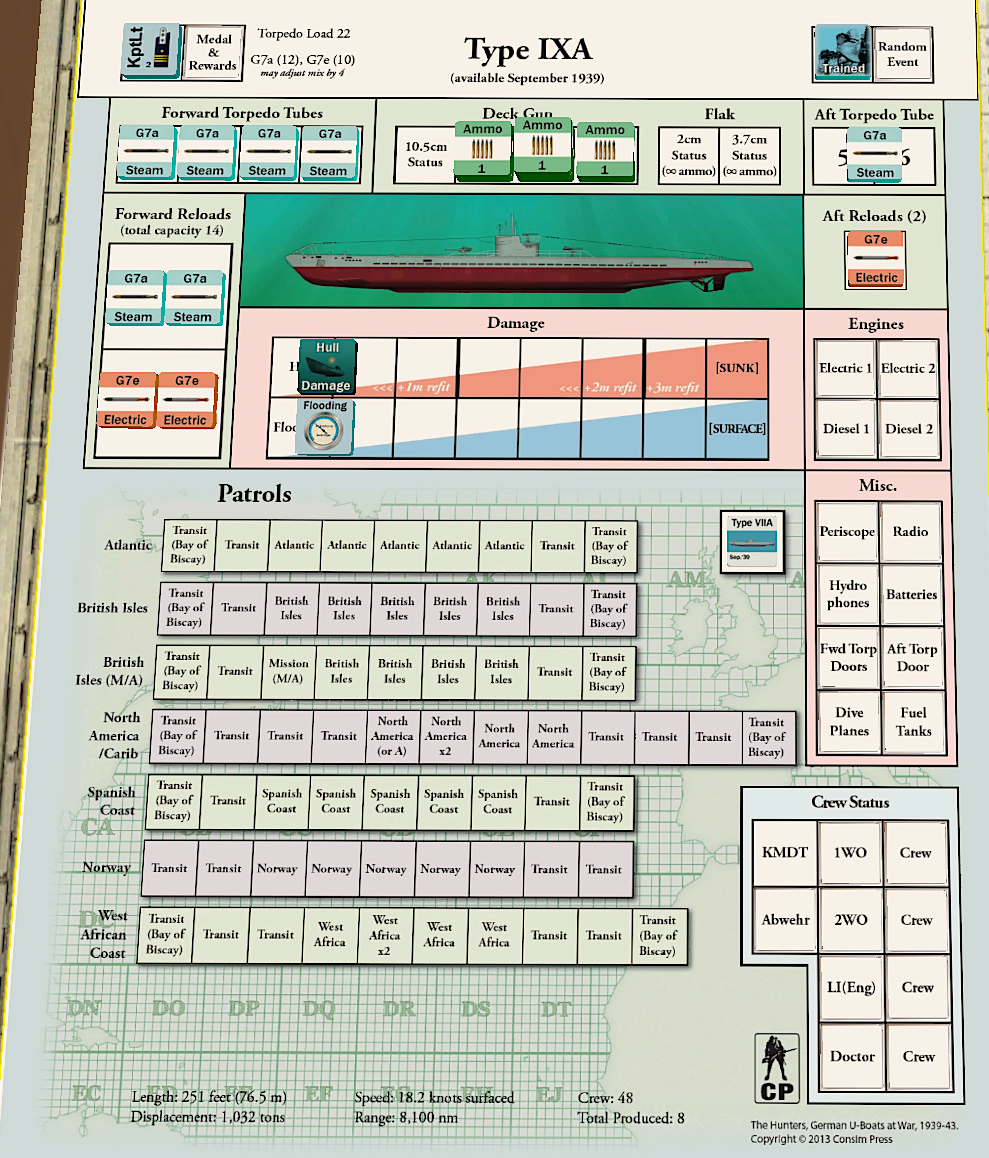 KptLt
2
Medal
&
Rewards
Torpedo Load 22
G7a (12), G7e (10)
may adjust mix by 4
Type IXA
(available September 1939)
Trained
Random
Event
Forward Torpedo Tubes
G7a
Steam
G7a
Steam
G7a
Steam
G7a
Steam
Deck Gun
10.5cm
Status
Ammo
1
Ammo
1
Ammo
1
Flak
2cm
Status
(∞ ammo)
3.7cm
Status
(∞ ammo)
Aft Torpedo Tube
5
G7a
Steam
6
Forward Reloads
(total capacity 14)
G7a
Steam
G7a
Steam
G7e
Electric
G7e
Electric
Aft Reloads (2)
G7e
Electric
Damage
H
Hull
Damage
<<< +1m refit
<<< +2m refit
+3m refit
[SUNK]
Floo
Flooding
[SURFACE]
Engines
Electric 1
Electric 2
Diesel 1
Diesel 2
Misc.
Periscope
Radio
Hydro
phones
Batteries
Fwd Torp
Doors
Aft Torp
Door
Dive
Planes
Fuel
Tanks
Patrols
Type VIIA
Sep.'39
Atlantic
Transit
(Bay of
Biscay)
Transit
Atlantic
Atlantic
Atlantic
Atlantic
Atlantic
Transit
Transit
(Bay of
Biscay)
AK
AL
AM
British Isles
Transit
(Bay of
Biscay)
Transit
British
Isles
British
Isles
British
Isles
British
Isles
British
Isles
Transit
Transit
(Bay of
Biscay)
British
Isles (M/A)
Transit
(Bay of
Biscay)
Transit
Mission
(M/A)
British
Isles
British
Isles
British
Isles
British
Isles
Transit
Transit
(Bay of
Biscay)
North
America
/Carib
Transit
(Bay of
Biscay)
Transit
Transit
Transit
North
America
(or A)
North
America
x2
North
America
North
America
Transit
Transit
Transit
Transit
(Bay of
Biscay)
Spanish
Coast
Transit
(Bay of
Biscay)
Transit
Spanish
Coast
Spanish
Coast
Spanish
Coast
Spanish
Coast
Spanish
Coast
Transit
Transit
(Bay of
Biscay)
CA
Norway
Transit
Transit
Norway
Norway
Norway
Norway
Norway
Transit
Transit
West
African
Coast
Transit
(Bay of
Biscay)
Transit
Transit
West
Africa
West
Africa
x2
West
Africa
West
Africa
Transit
Transit
Transit
(Bay of
Biscay)
DN DO DP DQ DR DS DT
EC ED EE EF EG EH EJ
Crew Status
KMDT
1WO
Crew
Abwehr
2WO
Crew
LI(Eng)
Crew
Doctor
Crew
Length: 251 feet (76.5 m)
Displacement: 1,032 tons
Speed: 18.2 knots surfaced
Range: 8,100 nm
Crew: 48
Total Produced: 8
CP
The Hunters, German U-Boats at War, 1939-43.
Copyright © 2013 Consim Press